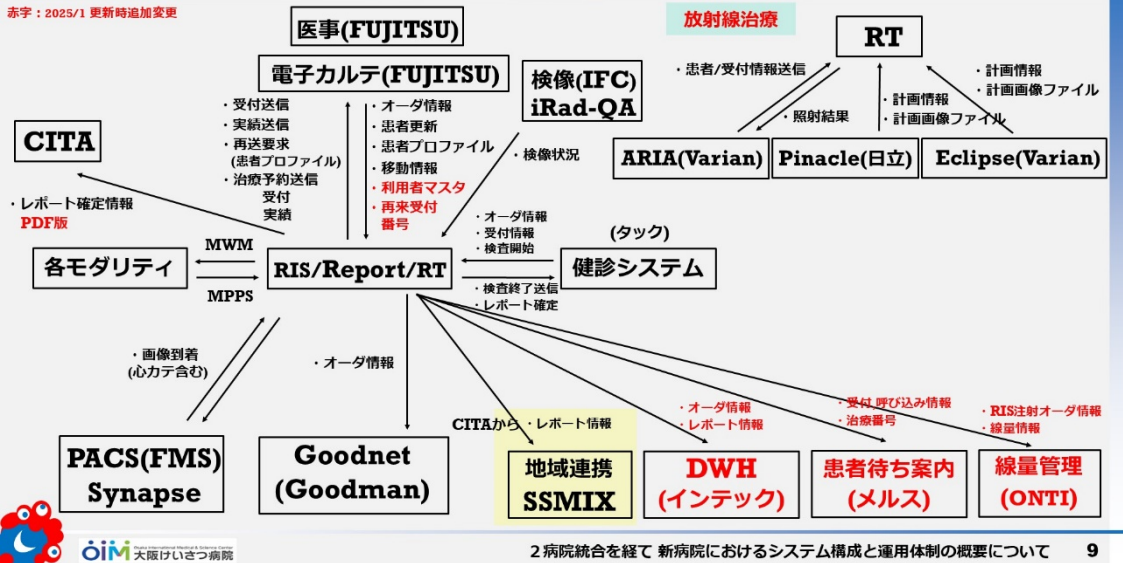 赤字：2025/1 更新時追加変更
医事(FUJITSU)
電子カルテ(FUJITSU)
検像(IFC)
iRad-QA
放射線治療
RT
・患者/受付情報送信
・照射結果
・計画情報
・計画画像ファイル
・計画情報
・計画画像ファイル
ARIA(Varian)
Pinacle(日立)
Eclipse(Varian)
CITA
・レポート確定情報
PDF版
・受付送信
・実績送信
・再送要求
(患者プロファイル)
・治療予約送信
受付
実績
・オーダ情報
・患者更新
・患者プロファイル
・移動情報
・利用者マスタ
・再来受付
番号
・検像状況
各モダリティ
MWM
MPPS
RIS/Report/RT
・オーダ情報
・受付情報
・検査開始
・検査終了送信
・レポート確定
(タック)
健診システム
・画像到着
(心カテ含む)
・オーダ情報
CITAから ・レポート情報
・オーダ情報
・レポート情報
・受付 呼び込み情報
・治療番号
・RIS注射オーダ情報
・線量情報
PACS(FMS)
Synapse
Goodnet
(Goodman)
地域連携
SSMIX
DWH
(インテック)
患者待ち案内
(メルス)
線量管理
(ONTI)
OIM
大阪けいさつ病院
２病院統合を経て 新病院におけるシステム構成と運用体制の概要について
9